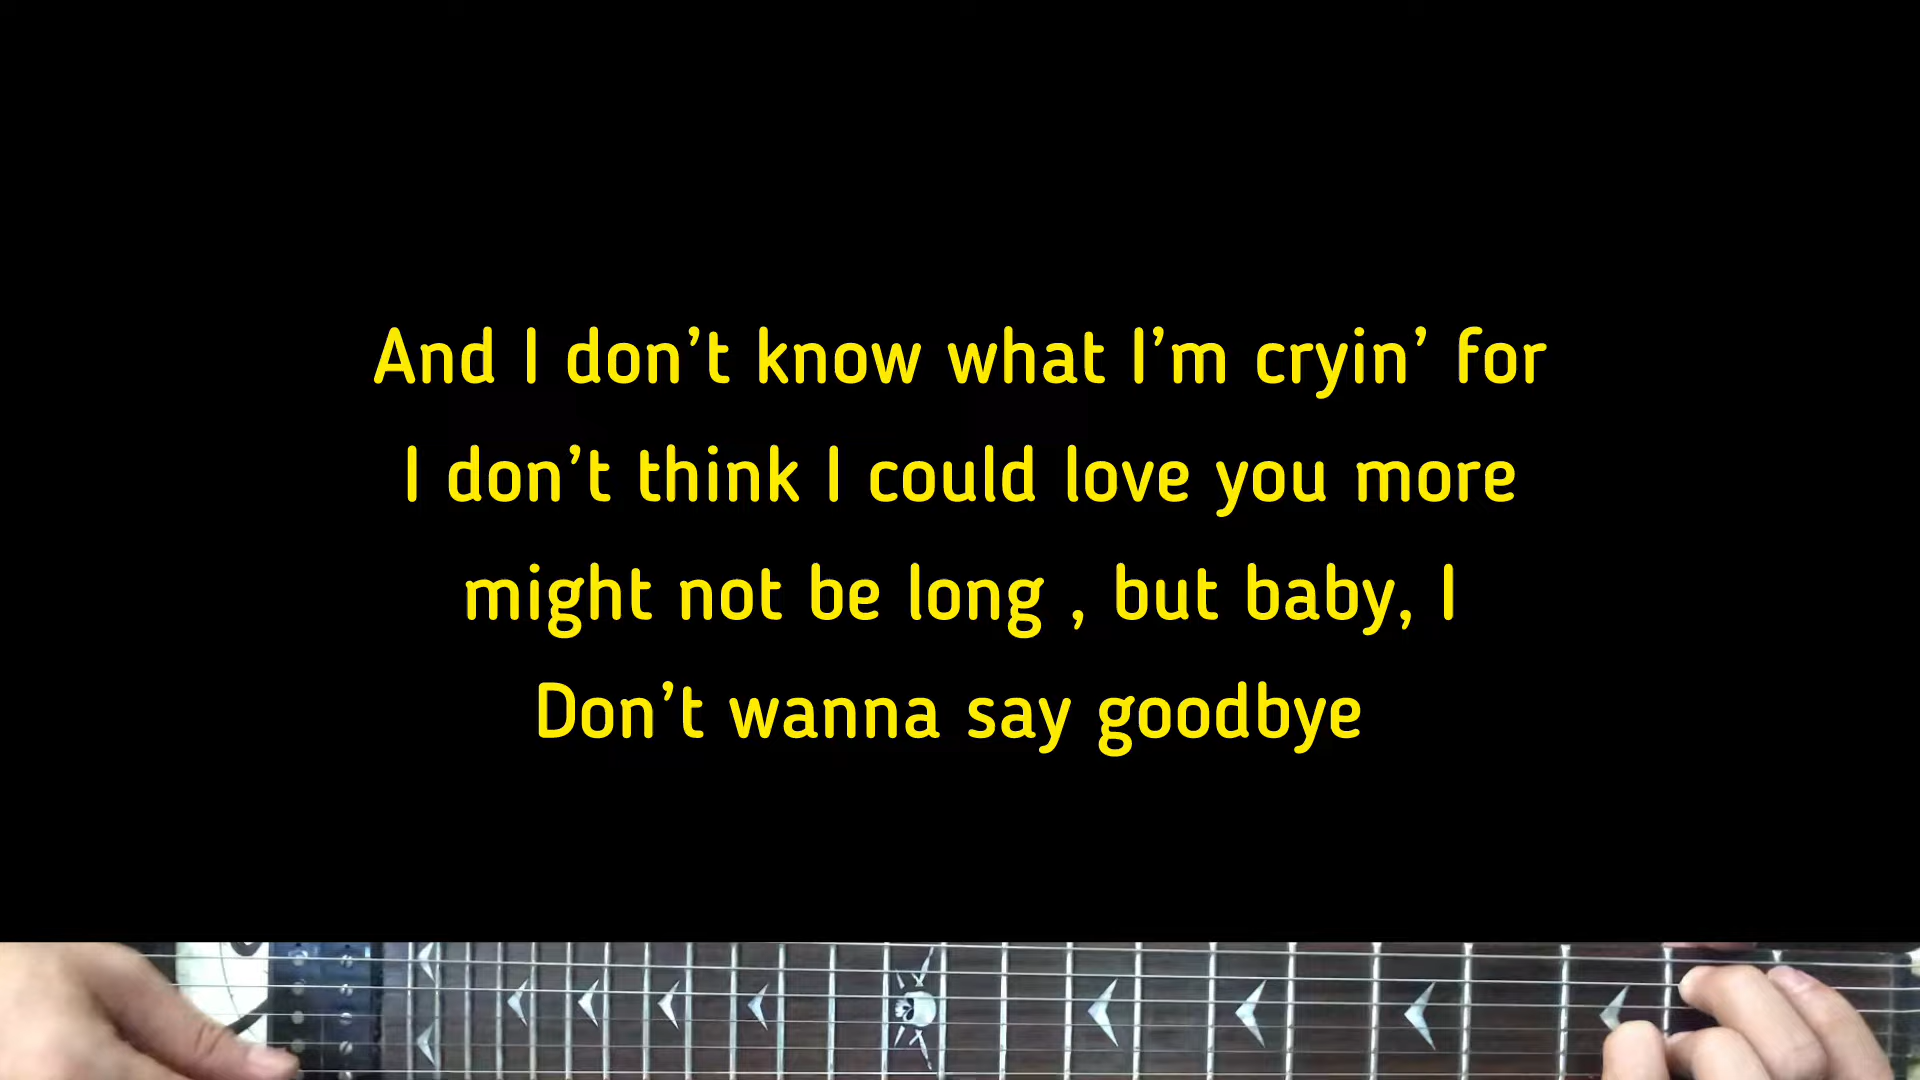 And I don’t know what I’m cryin’ for
I don’t think I could love you more
might not be long , but baby, I
Don’t wanna say goodbye